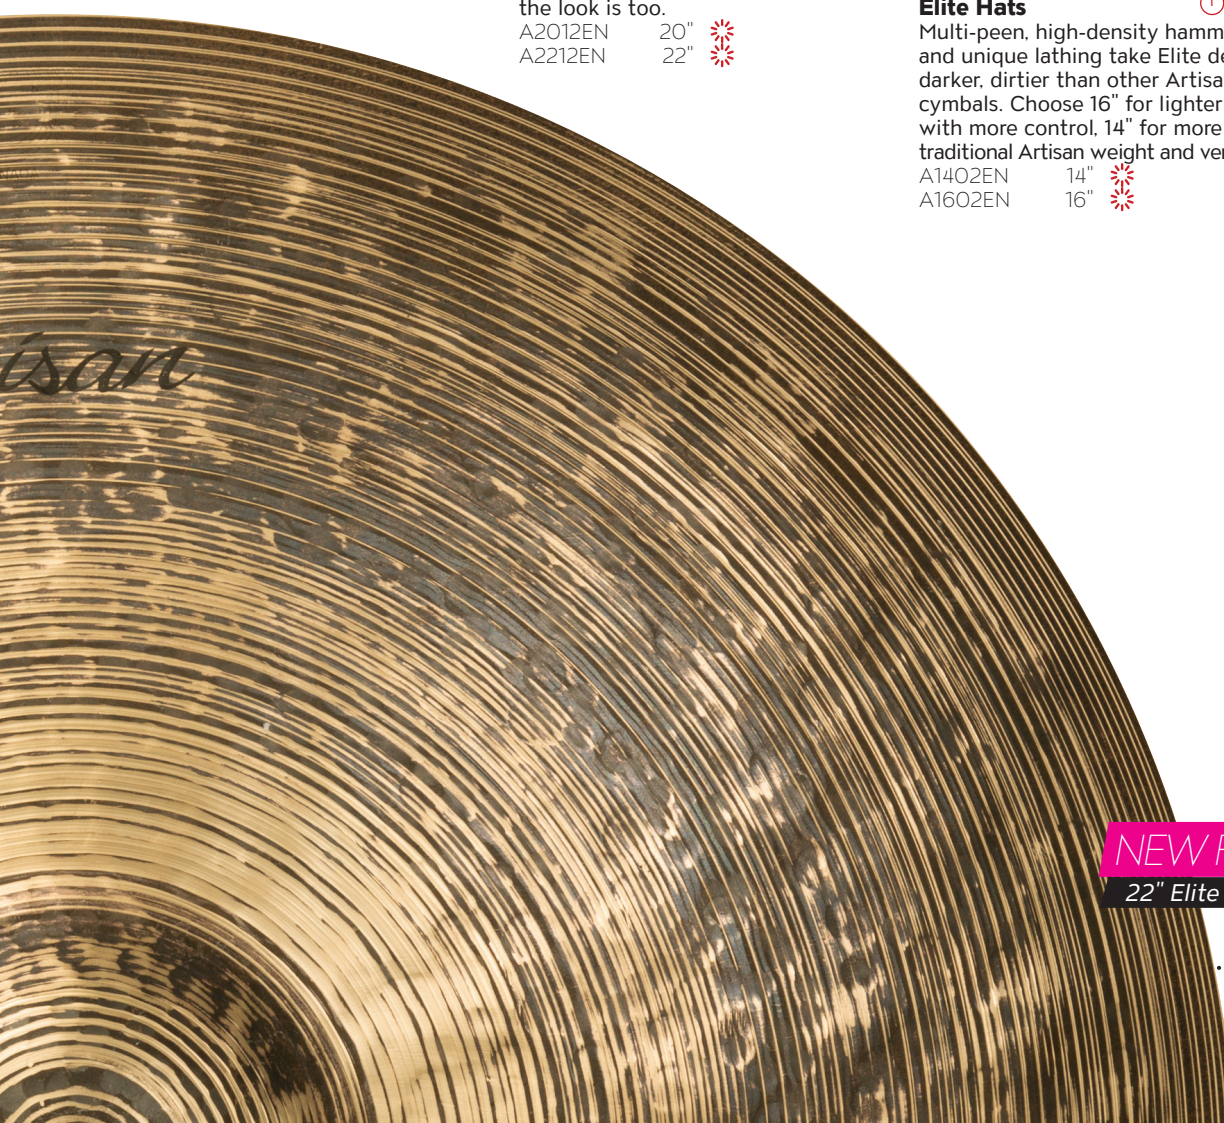 the look is too.
A2012EN 20"
A2212EN 22"
Elite Hats
Multi-peen, high-density hamm
and unique lathing take Elite de
darker, dirtier than other Artisa
cymbals. Choose 16" for lighter
with more control, 14" for more
traditional Artisan weight and ver
A1402EN 14"
A1602EN 16"
isan
NEW
22" Elite